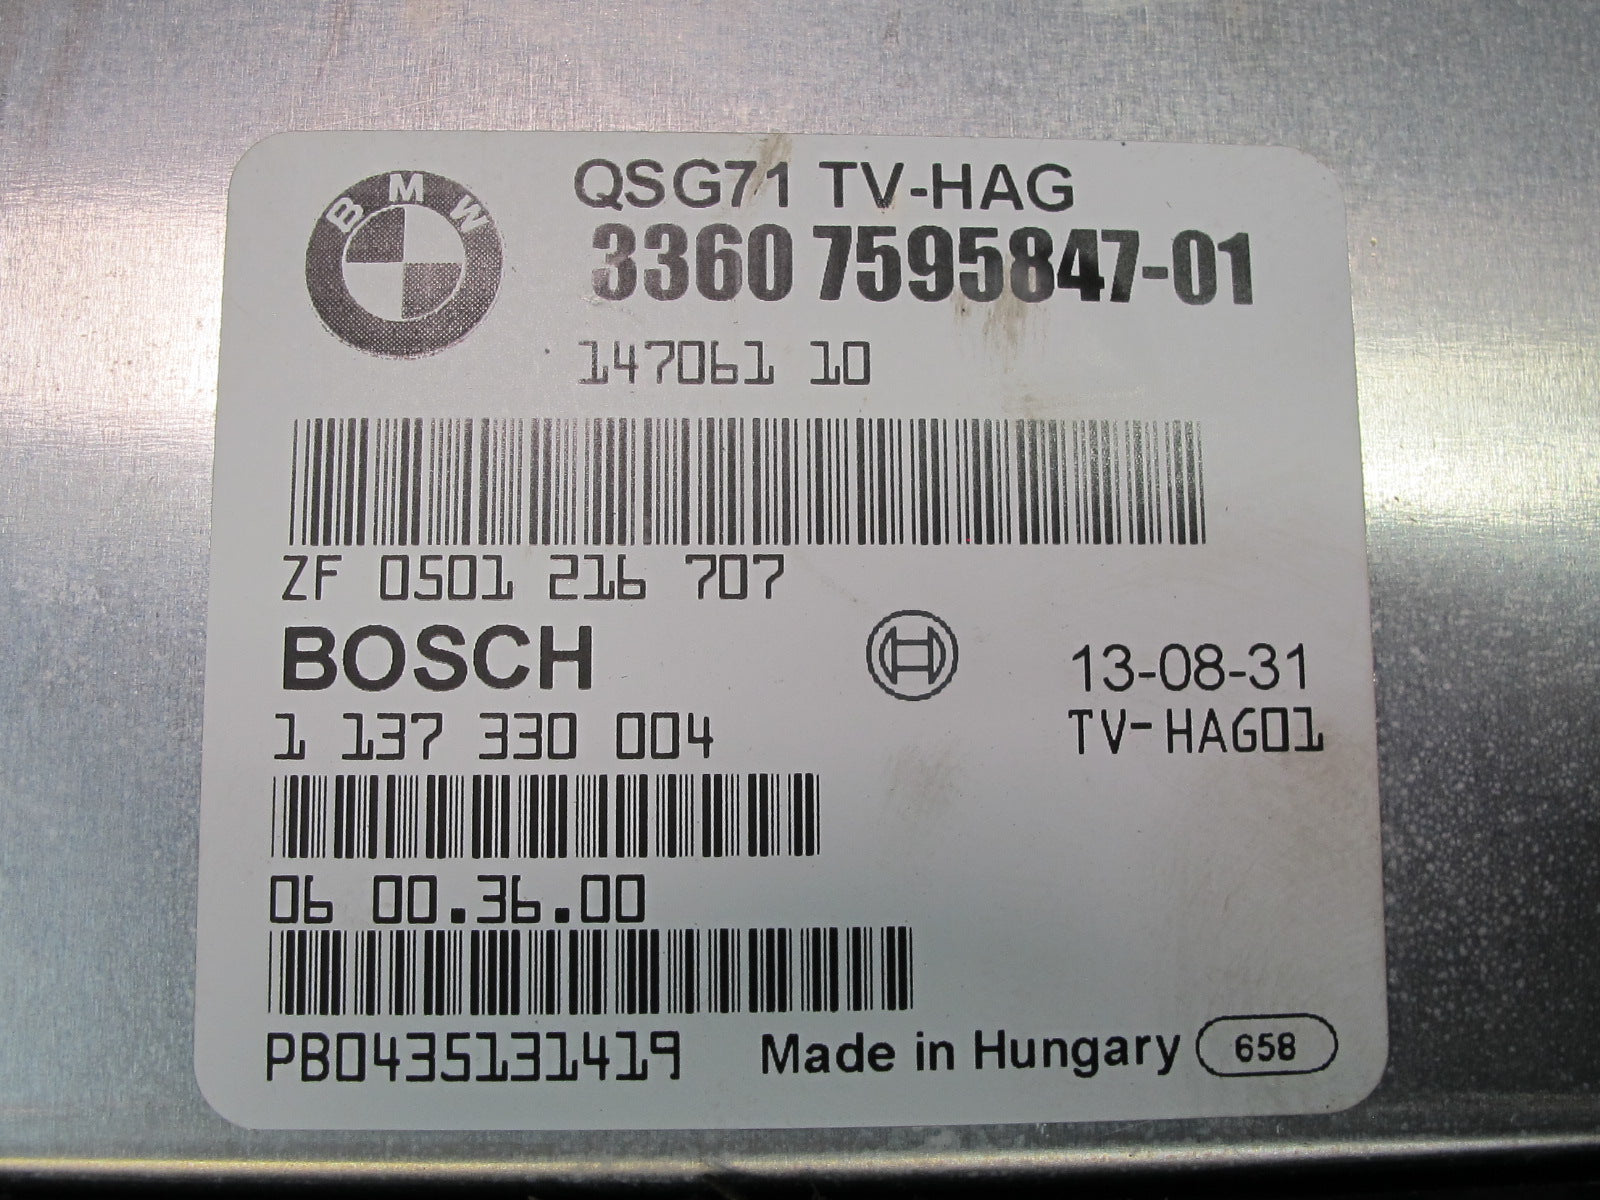 BMW
QSG71 TV-HAG
3360 7595847-01
147061 10
ZF 0501 216 707
BOSCH
13-08-31
1 137 330 004
TV-HAG01
06 00.36.00
PB0435131419
Made in Hungary 658